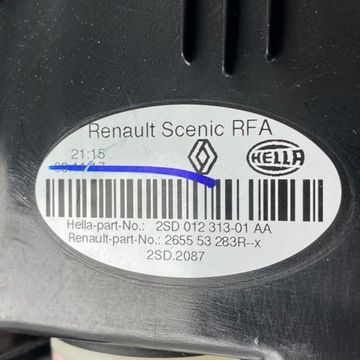 Renault Scenic RFA
21:15
HELLA
Hella-part-No.: 2SD 012 313-01 AA
Renault-part-No.: 2655 53 283R--x
2SD.2087